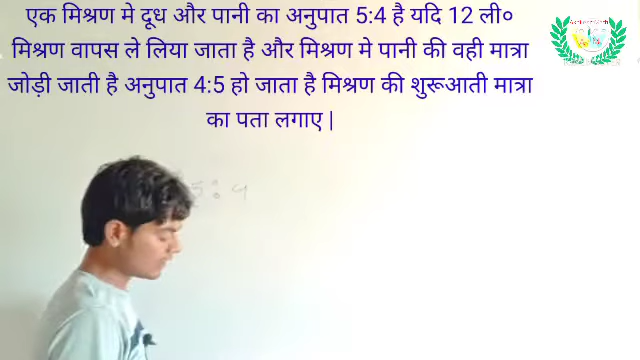 एक मिश्रण मे दूध और पानी का अनुपात 5:4 है यदि 12 ली०
मिश्रण वापस ले लिया जाता है और मिश्रण मे पानी की वही मात्रा
जोड़ी जाती है अनुपात 4:5 हो जाता है मिश्रण की शुरूआती मात्रा
का पता लगाए |
5 : 4